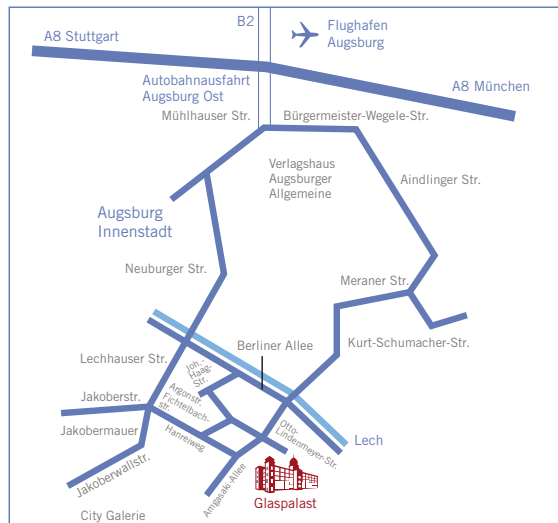 B2
Flughafen
Augsburg
A8 Stuttgart
Autobahnausfahrt
Augsburg Ost
A8 München
Mühlhauser Str.
Bürgermeister-Wegele-Str.
Verlagshaus
Augsburger
Allgemeine
Aindlinger Str.
Augsburg
Innenstadt
Neuburger Str.
Meraner Str.
Berliner Allee
Kurt-Schumacher-Str.
Lechhauser Str.
Joh.-
Haag-
Str.
Argonstr.
Fichtelbach-
str.
Jakoberstr.
Jakobermauer
Hanreiweg
Otto-
Lindenmeyer-Str.
Lech
Jakoberwallstr.
Amgasaki-Allee
Glaspalast
City Galerie